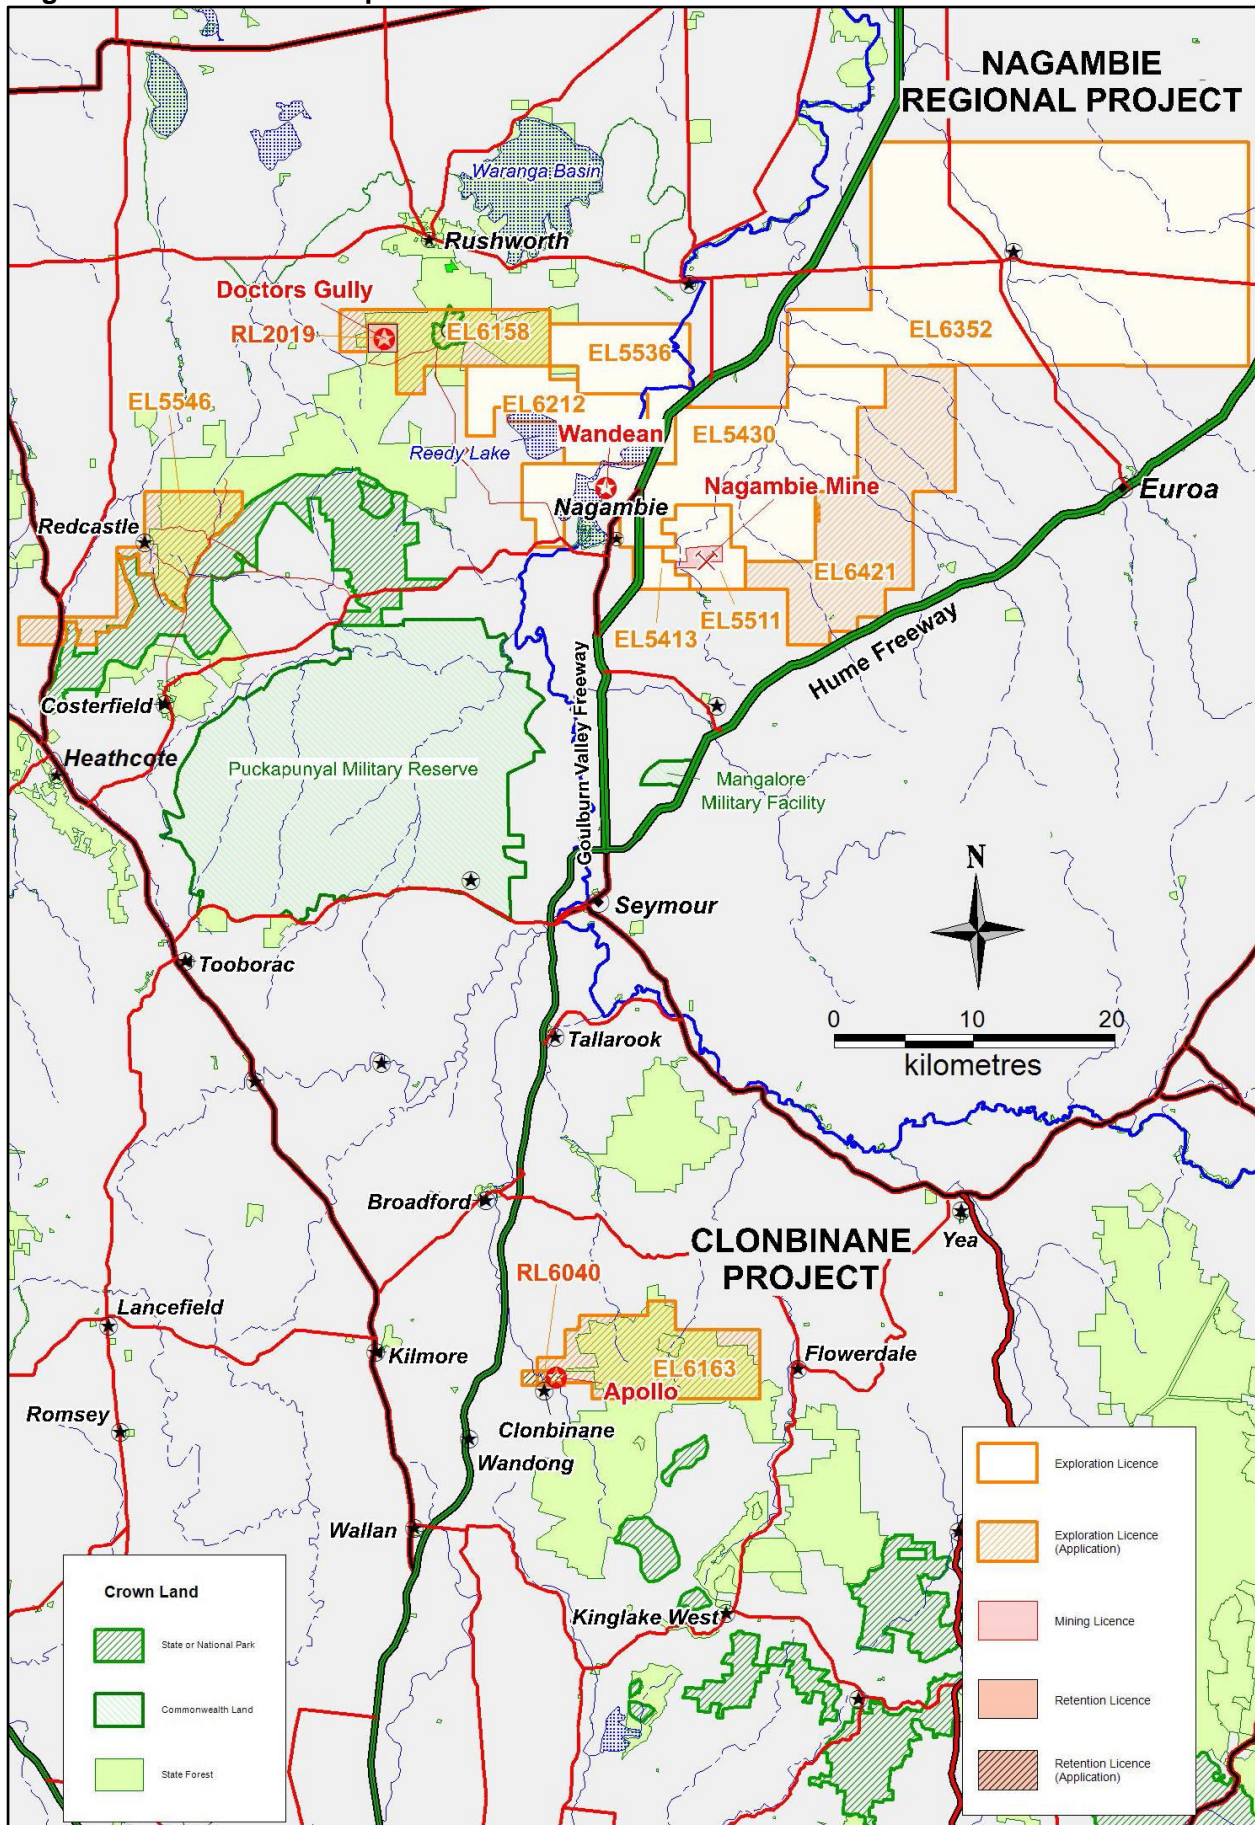 NAGAMBIE
REGIONAL PROJECT
Waranga Basin
Rushworth
Doctors Gully
RL2019
EL6158
EL6352
EL5536
EL5546
EL6212
EL5430
Wandean
Reedy Lake
Nagambie Mine
Nagambie
Euroa
Redcastle
EL6421
EL5511
EL5413
Hume Freeway
Goulburn Valley Freeway
Costerfield
Heathcote
Puckapunyal Military Reserve
Mangalore
Military Facility
N
Seymour
Tooborac
0 10 20
kilometres
Tallarook
Broadford
Yea
CLONBINANE
PROJECT
RL6040
Lancefield
Kilmore
EL6163
Flowerdale
Apollo
Romsey
Clonbinane
Wandong
Wallan
Kinglake West
Crown Land
State or National Park
Commonwealth Land
State Forest
Exploration Licence
Exploration Licence
(Application)
Mining Licence
Retention Licence
Retention Licence
(Application)